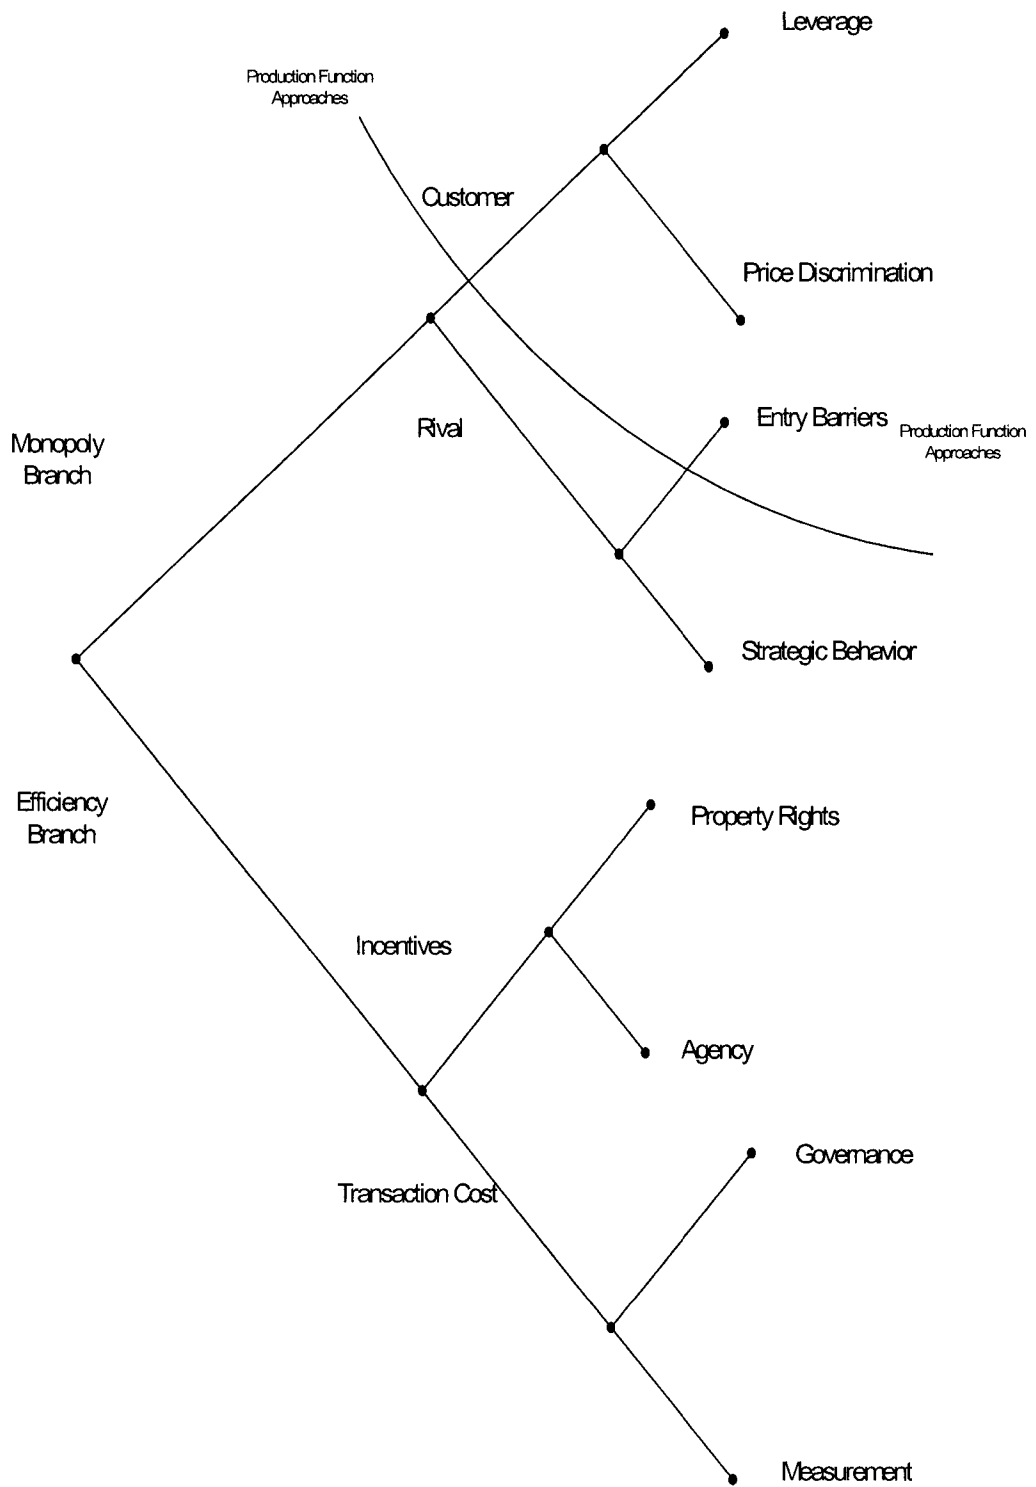 Leverage
Production Function
Approaches
Customer
Price Discrimination
Entry Barriers
Production Function
Approaches
Rival
Monopoly
Branch
Strategic Behavior
Efficiency
Branch
Property Rights
Incentives
Agency
Governance
Transaction Cost
Measurement